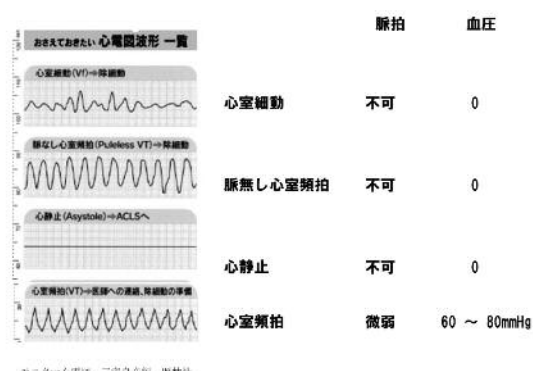 脈拍 血圧
おさえておきたい 心電図波形 一覧
心室細動(Vf)⇒除細動
心室細動 不可 0
脈なし心室頻拍(Puleless VT)⇒除細動
脈無し心室頻拍 不可 0
心静止(Asystole)⇒ACLSへ
心静止 不可 0
心室頻拍(VT)⇒医師への連絡、除細動の準備
心室頻拍 微弱 60 ～ 80mmHg